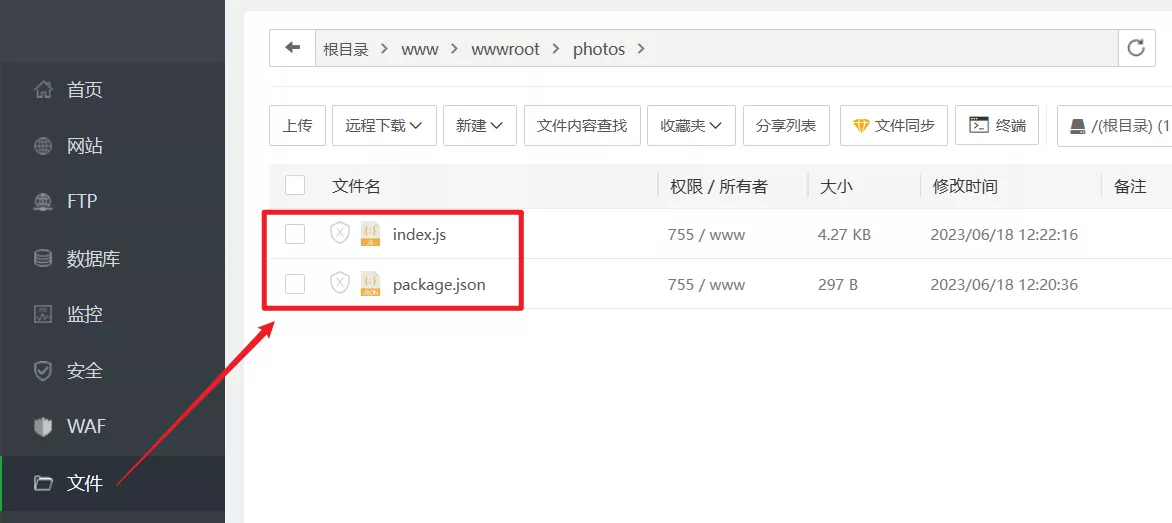 根目录 > www > wwwroot > photos >
首页
网站
FTP
数据库
监控
安全
WAF
文件
上传 远程下载 新建 文件内容查找 收藏夹 分享列表 文件同步 终端 /(根目录) (1
文件名 权限 / 所有者 大小 修改时间 备注
index.js 755 / www 4.27 KB 2023/06/18 12:22:16
package.json 755 / www 297 B 2023/06/18 12:20:36